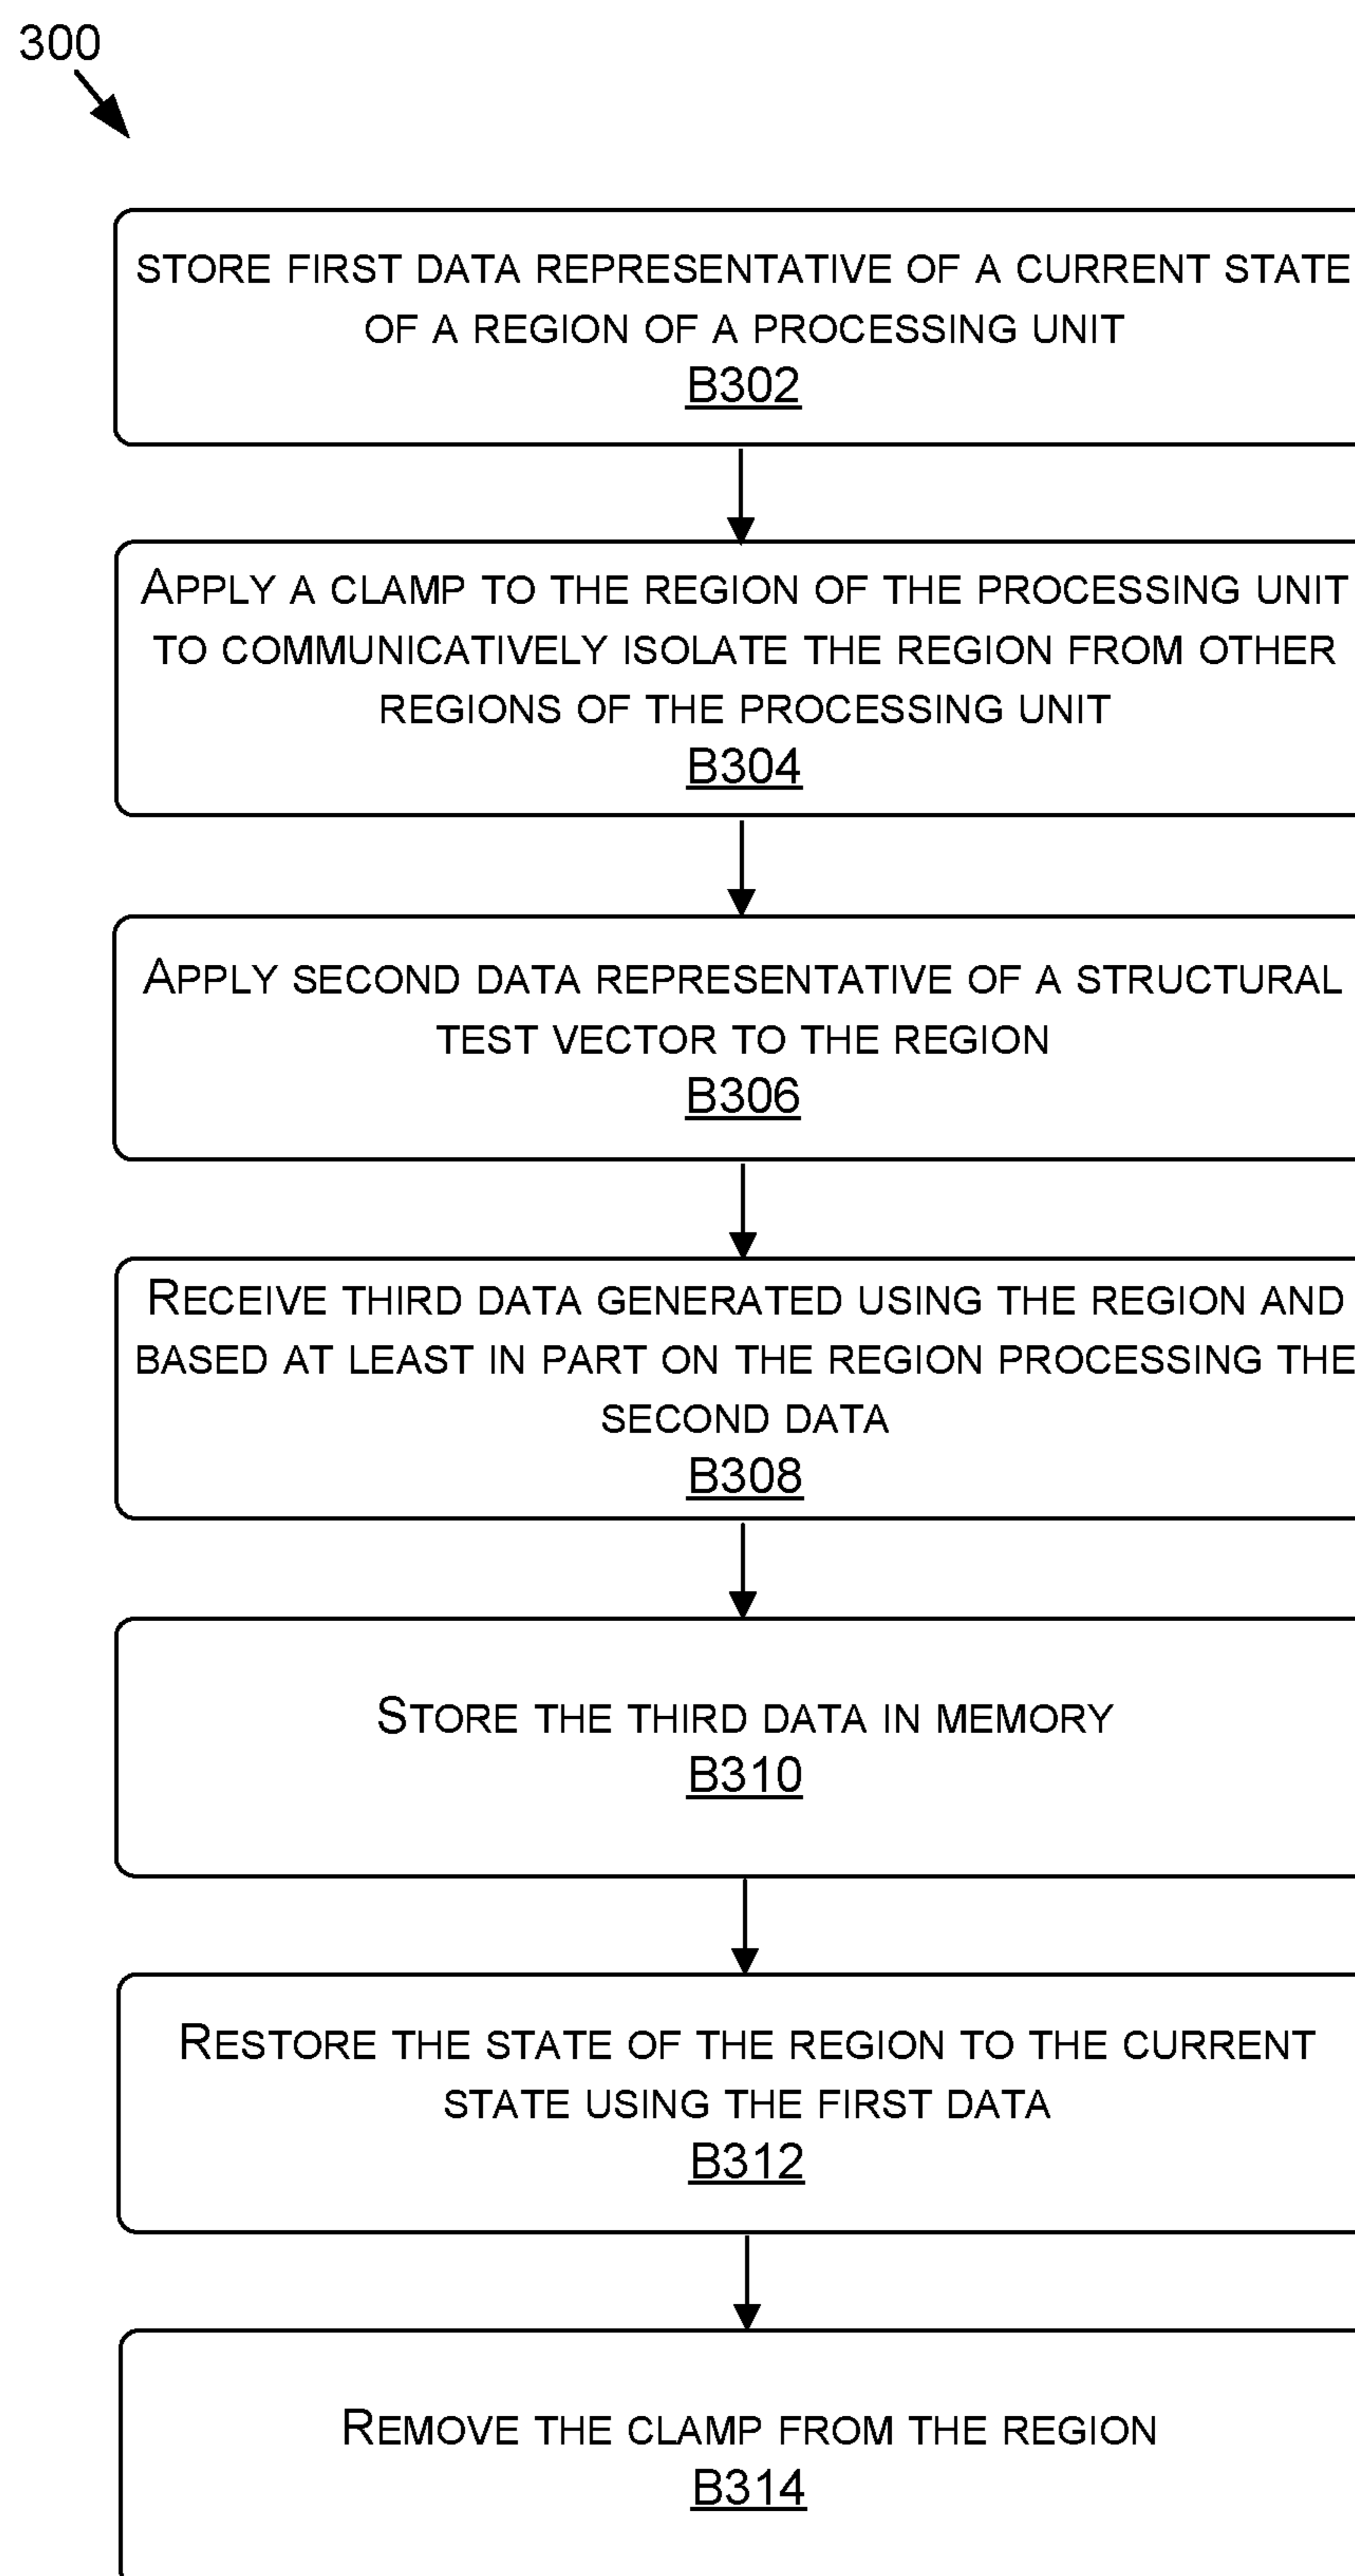 300
STORE FIRST DATA REPRESENTATIVE OF A CURRENT STATE
OF A REGION OF A PROCESSING UNIT
B302
APPLY A CLAMP TO THE REGION OF THE PROCESSING UNIT
TO COMMUNICATIVELY ISOLATE THE REGION FROM OTHER
REGIONS OF THE PROCESSING UNIT
B304
APPLY SECOND DATA REPRESENTATIVE OF A STRUCTURAL
TEST VECTOR TO THE REGION
B306
RECEIVE THIRD DATA GENERATED USING THE REGION AND
BASED AT LEAST IN PART ON THE REGION PROCESSING THE
SECOND DATA
B308
STORE THE THIRD DATA IN MEMORY
B310
RESTORE THE STATE OF THE REGION TO THE CURRENT
STATE USING THE FIRST DATA
B312
REMOVE THE CLAMP FROM THE REGION
B314